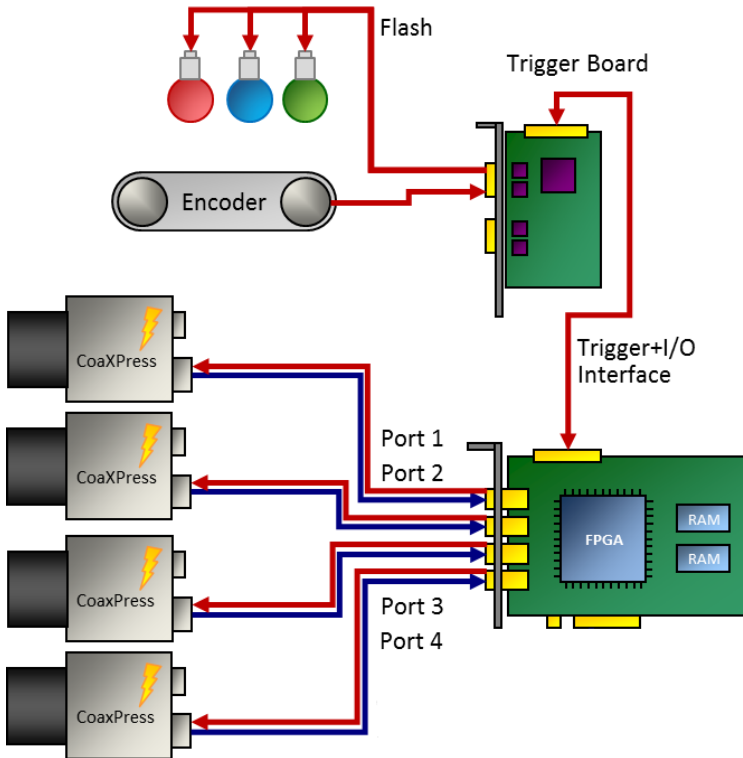 Flash
Trigger Board
Encoder
Trigger+I/O
Interface
CoaXPress
CoaXPress
Port 1
Port 2
FPGA
RAM
RAM
CoaxPress
Port 3
Port 4
CoaxPress